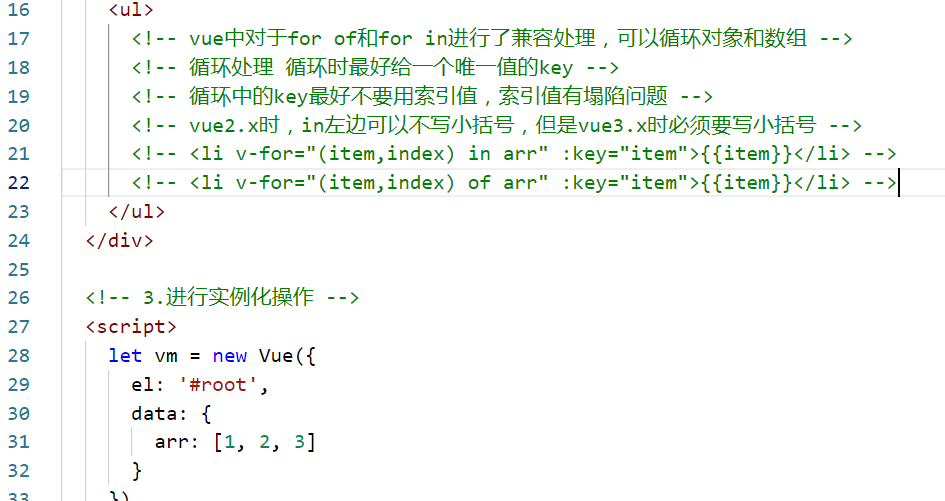 16 <ul>
17 <!-- vue中对于for of和for in进行了兼容处理，可以循环对象和数组 -->
18 <!-- 循环处理 循环时最好给一个唯一值的key -->
19 <!-- 循环中的key最好不要用索引值，索引值有塌陷问题 -->
20 <!-- vue2.x时，in左边可以不写小括号，但是vue3.x时必须要写小括号 -->
21 <!-- <li v-for="(item,index) in arr" :key="item">{{item}}</li> -->
22 <!-- <li v-for="(item,index) of arr" :key="item">{{item}}</li> -->
23 </ul>
24 </div>
25
26 <!-- 3.进行实例化操作 -->
27 <script>
28 let vm = new Vue({
29 el: '#root',
30 data: {
31 arr: [1, 2, 3]
32 }
33 })